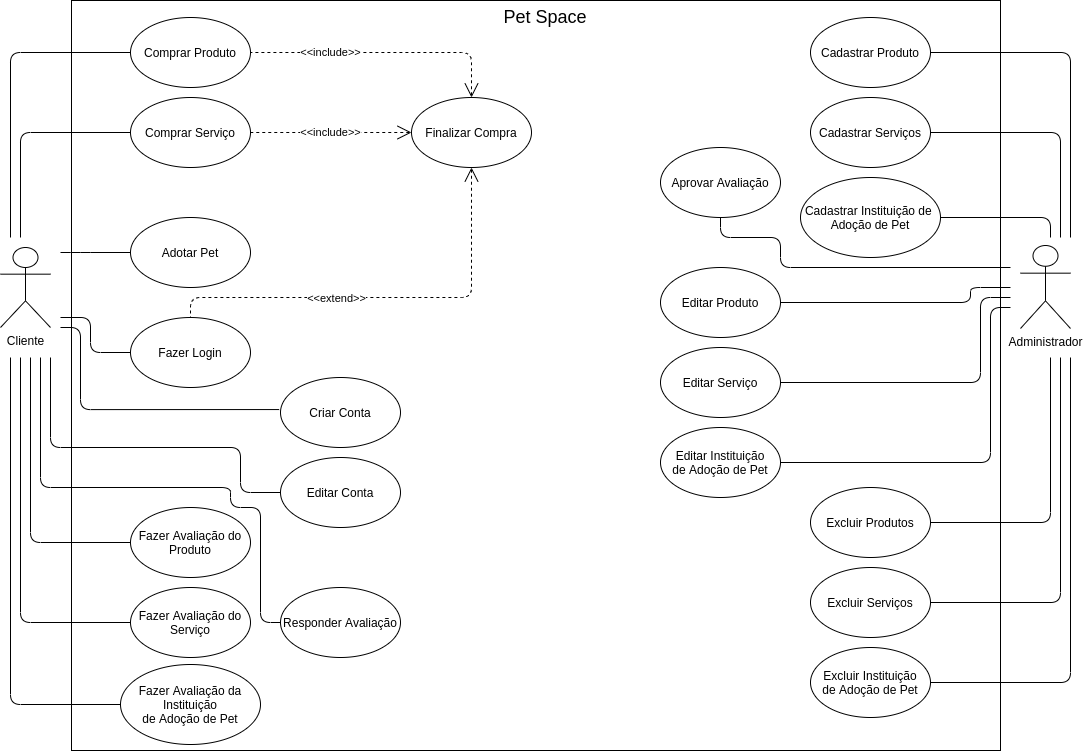 Pet Space
Comprar Produto
<<include>>
Cadastrar Produto
Comprar Serviço
<<include>>
Finalizar Compra
Cadastrar Serviços
Aprovar Avaliação
Cadastrar Instituição de
Adoção de Pet
Adotar Pet
<<extend>>
Editar Produto
Cliente
Administrador
Fazer Login
Editar Serviço
Criar Conta
Editar Instituição
de Adoção de Pet
Editar Conta
Excluir Produtos
Fazer Avaliação do
Produto
Excluir Serviços
Fazer Avaliação do
Serviço
Responder Avaliação
Excluir Instituição
de Adoção de Pet
Fazer Avaliação da
Instituição
de Adoção de Pet